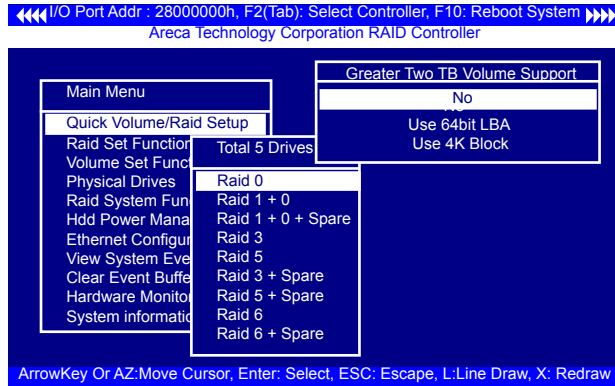 I/O Port Addr : 28000000h, F2(Tab): Select Controller, F10: Reboot System
Areca Technology Corporation RAID Controller
Main Menu
Quick Volume/Raid Setup
Raid Set Function
Volume Set Funct
Physical Drives
Raid System Fun
Hdd Power Mana
Ethernet Configur
View System Eve
Clear Event Buffe
Hardware Monitor
System informatio
Total 5 Drives
Raid 0
Raid 1 + 0
Raid 1 + 0 + Spare
Raid 3
Raid 5
Raid 3 + Spare
Raid 5 + Spare
Raid 6
Raid 6 + Spare
Greater Two TB Volume Support
No
Use 64bit LBA
Use 4K Block
ArrowKey Or AZ:Move Cursor, Enter: Select, ESC: Escape, L:Line Draw, X: Redraw